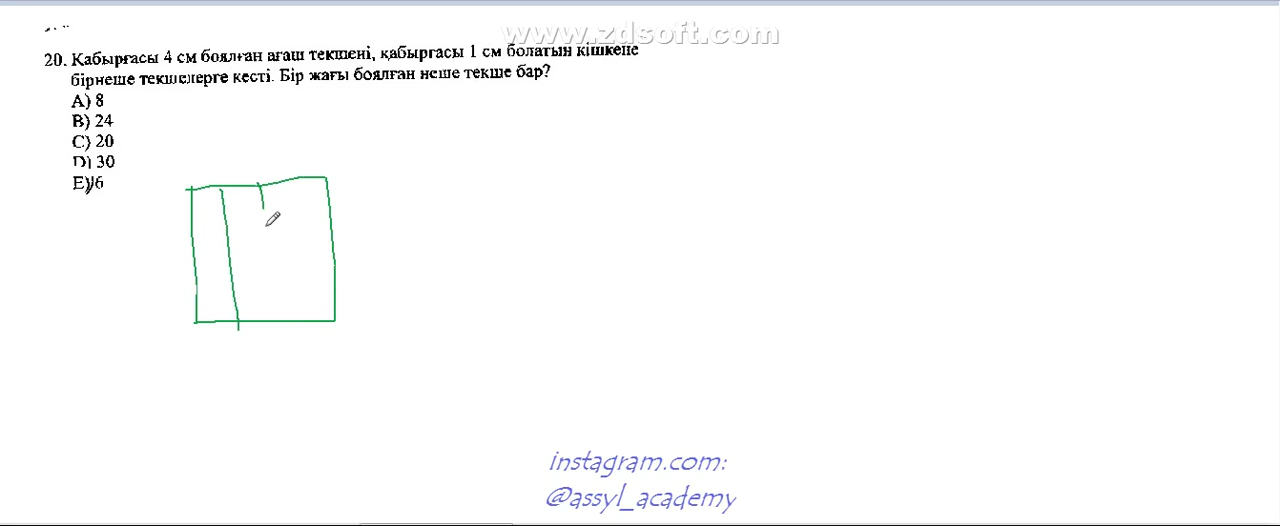 www.zdsoft.com
20. Қабырғасы 4 см боялған ағаш текшені, қабырғасы 1 см болатын кішкене
бірнеше текшелерге кесті. Бір жағы боялған неше текше бар?
A) 8
B) 24
C) 20
D) 30
E) 6
instagram.com:
@assyl_academy